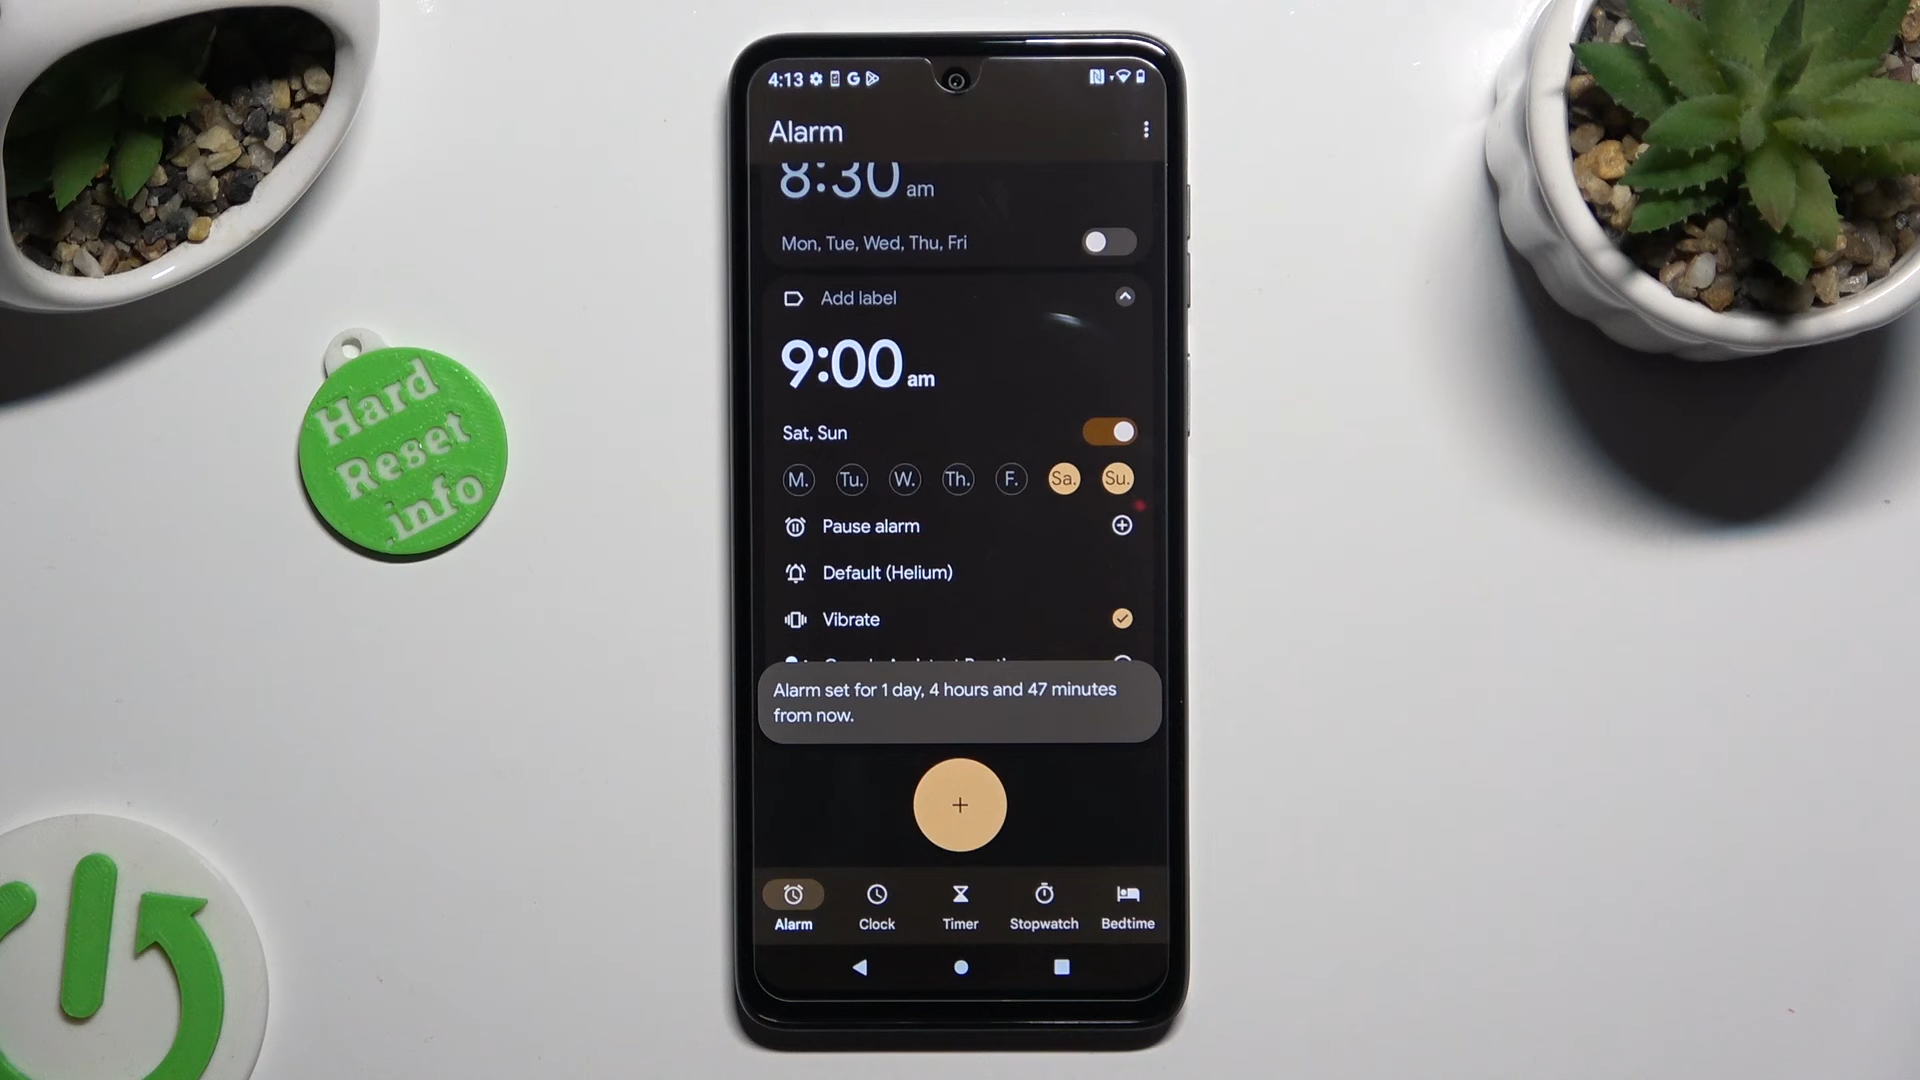 4:13
Alarm
8:30 am
Mon, Tue, Wed, Thu, Fri
Add label
9:00 am
Sat, Sun
M. Tu. W. Th. F. Sa. Su.
Pause alarm
Default (Helium)
Vibrate
Alarm set for 1 day, 4 hours and 47 minutes
from now.
Alarm
Clock
Timer
Stopwatch
Bedtime
Hard
Reset
.info